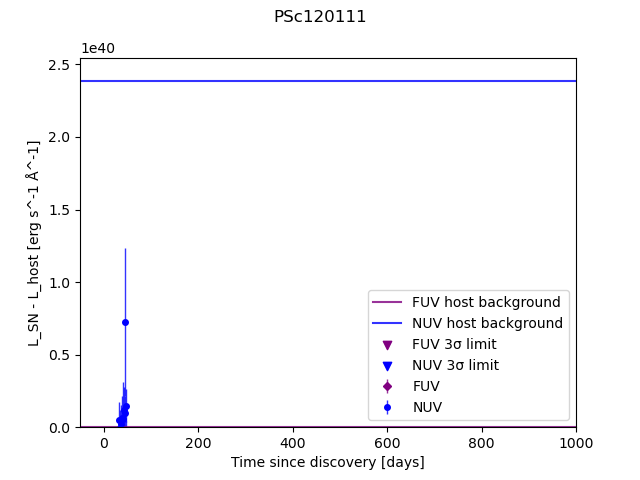 PSc120111
1e40
L_SN - L_host [erg s^-1 Å^-1]
2.5
2.0
1.5
1.0
0.5
0.0
FUV host background
NUV host background
FUV 3σ limit
NUV 3σ limit
FUV
NUV
0 200 400 600 800 1000
Time since discovery [days]